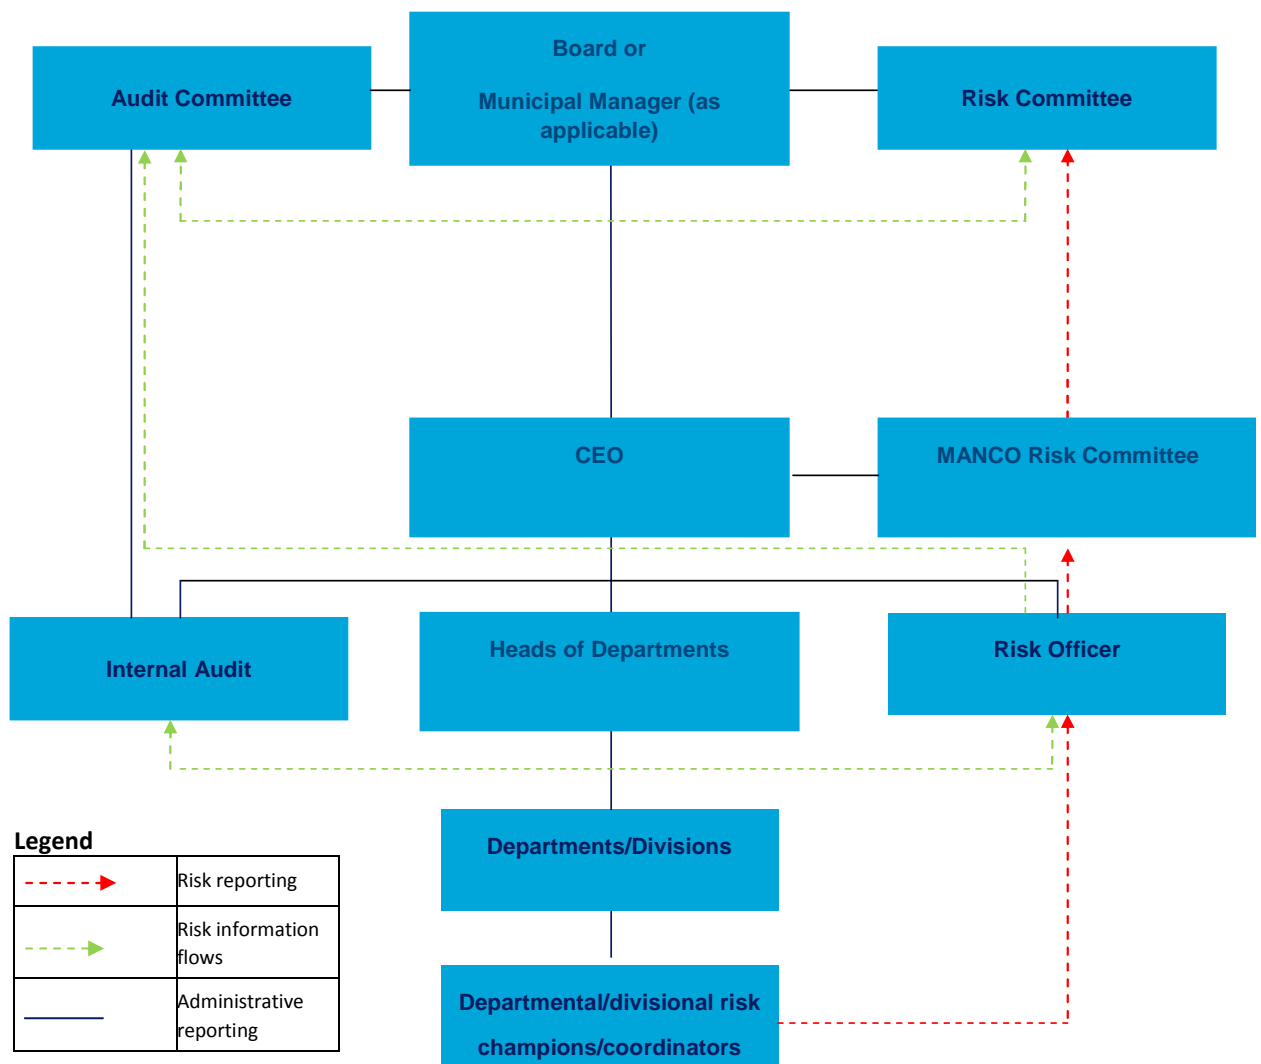 Board or
Audit Committee
Risk Committee
Municipal Manager (as
applicable)
CEO
MANCO Risk Committee
Heads of Departments
Risk Officer
Internal Audit
Departments/Divisions
Legend
Risk reporting
Risk information
flows
Administrative
reporting
Departmental/divisional risk
champions/coordinators